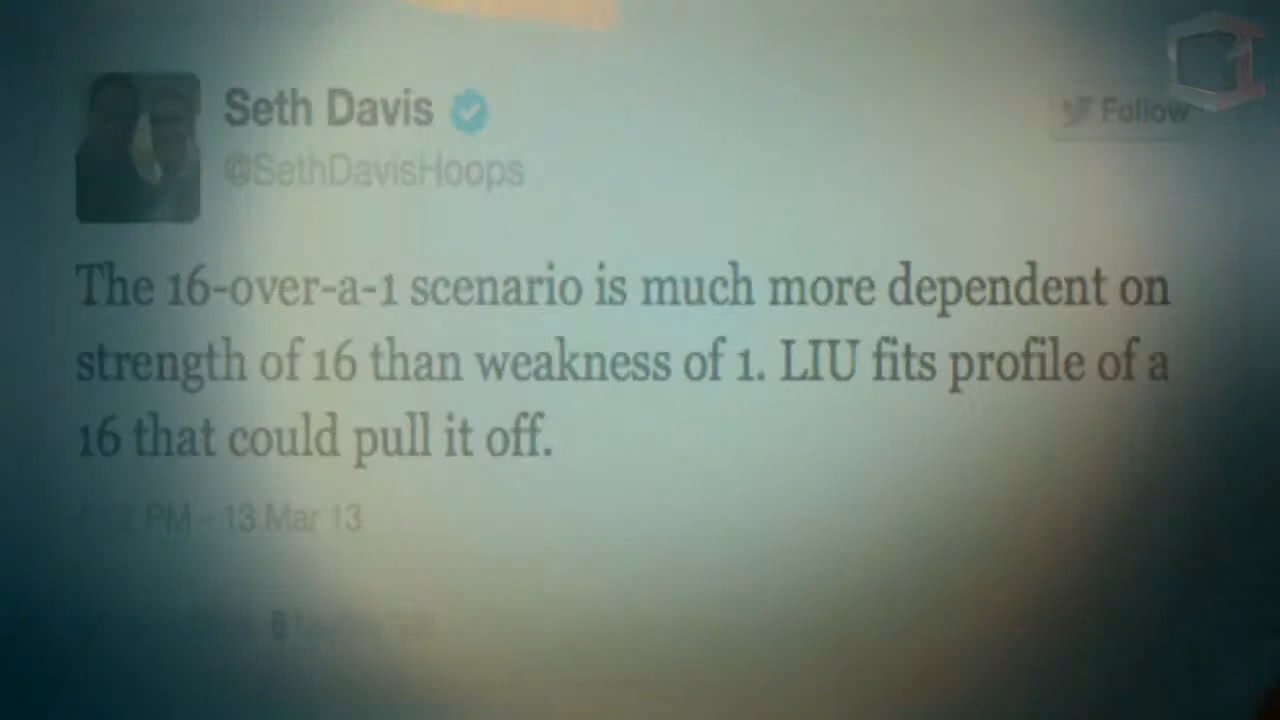 Seth Davis
@SethDavisHoops
Follow
The 16-over-a-1 scenario is much more dependent on
strength of 16 than weakness of 1. LIU fits profile of a
16 that could pull it off.
PM - 13 Mar 13